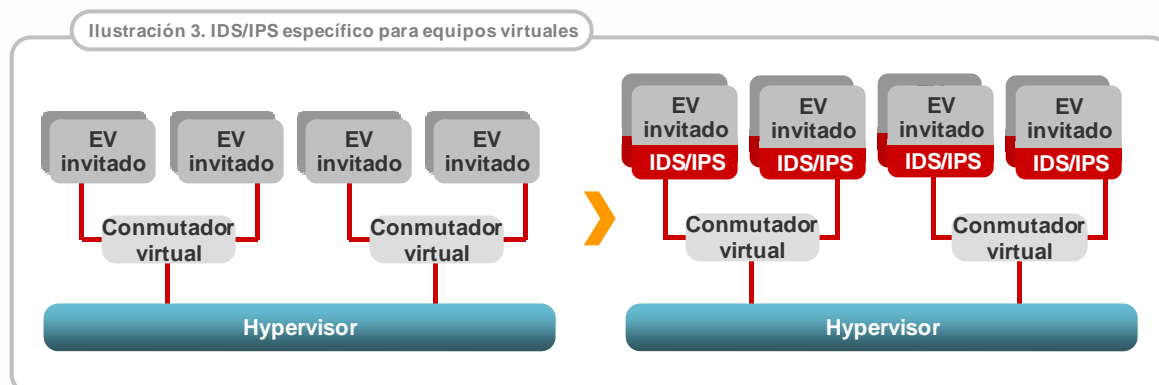 Ilustración 3. IDS/IPS específico para equipos virtuales
EV
invitado
EV
invitado
EV
invitado
EV
invitado
Conmutador
virtual
Conmutador
virtual
Hypervisor
EV
invitado
IDS/IPS
EV
invitado
IDS/IPS
EV
invitado
IDS/IPS
EV
invitado
IDS/IPS
Conmutador
virtual
Conmutador
virtual
Hypervisor